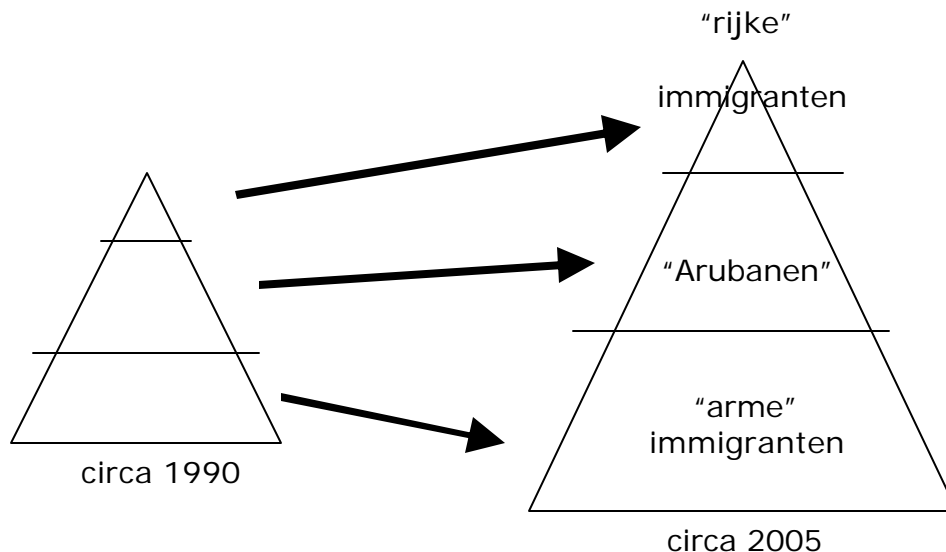 “rijke”
immigranten
“Arubanen”
“arme”
immigranten
circa 1990
circa 2005